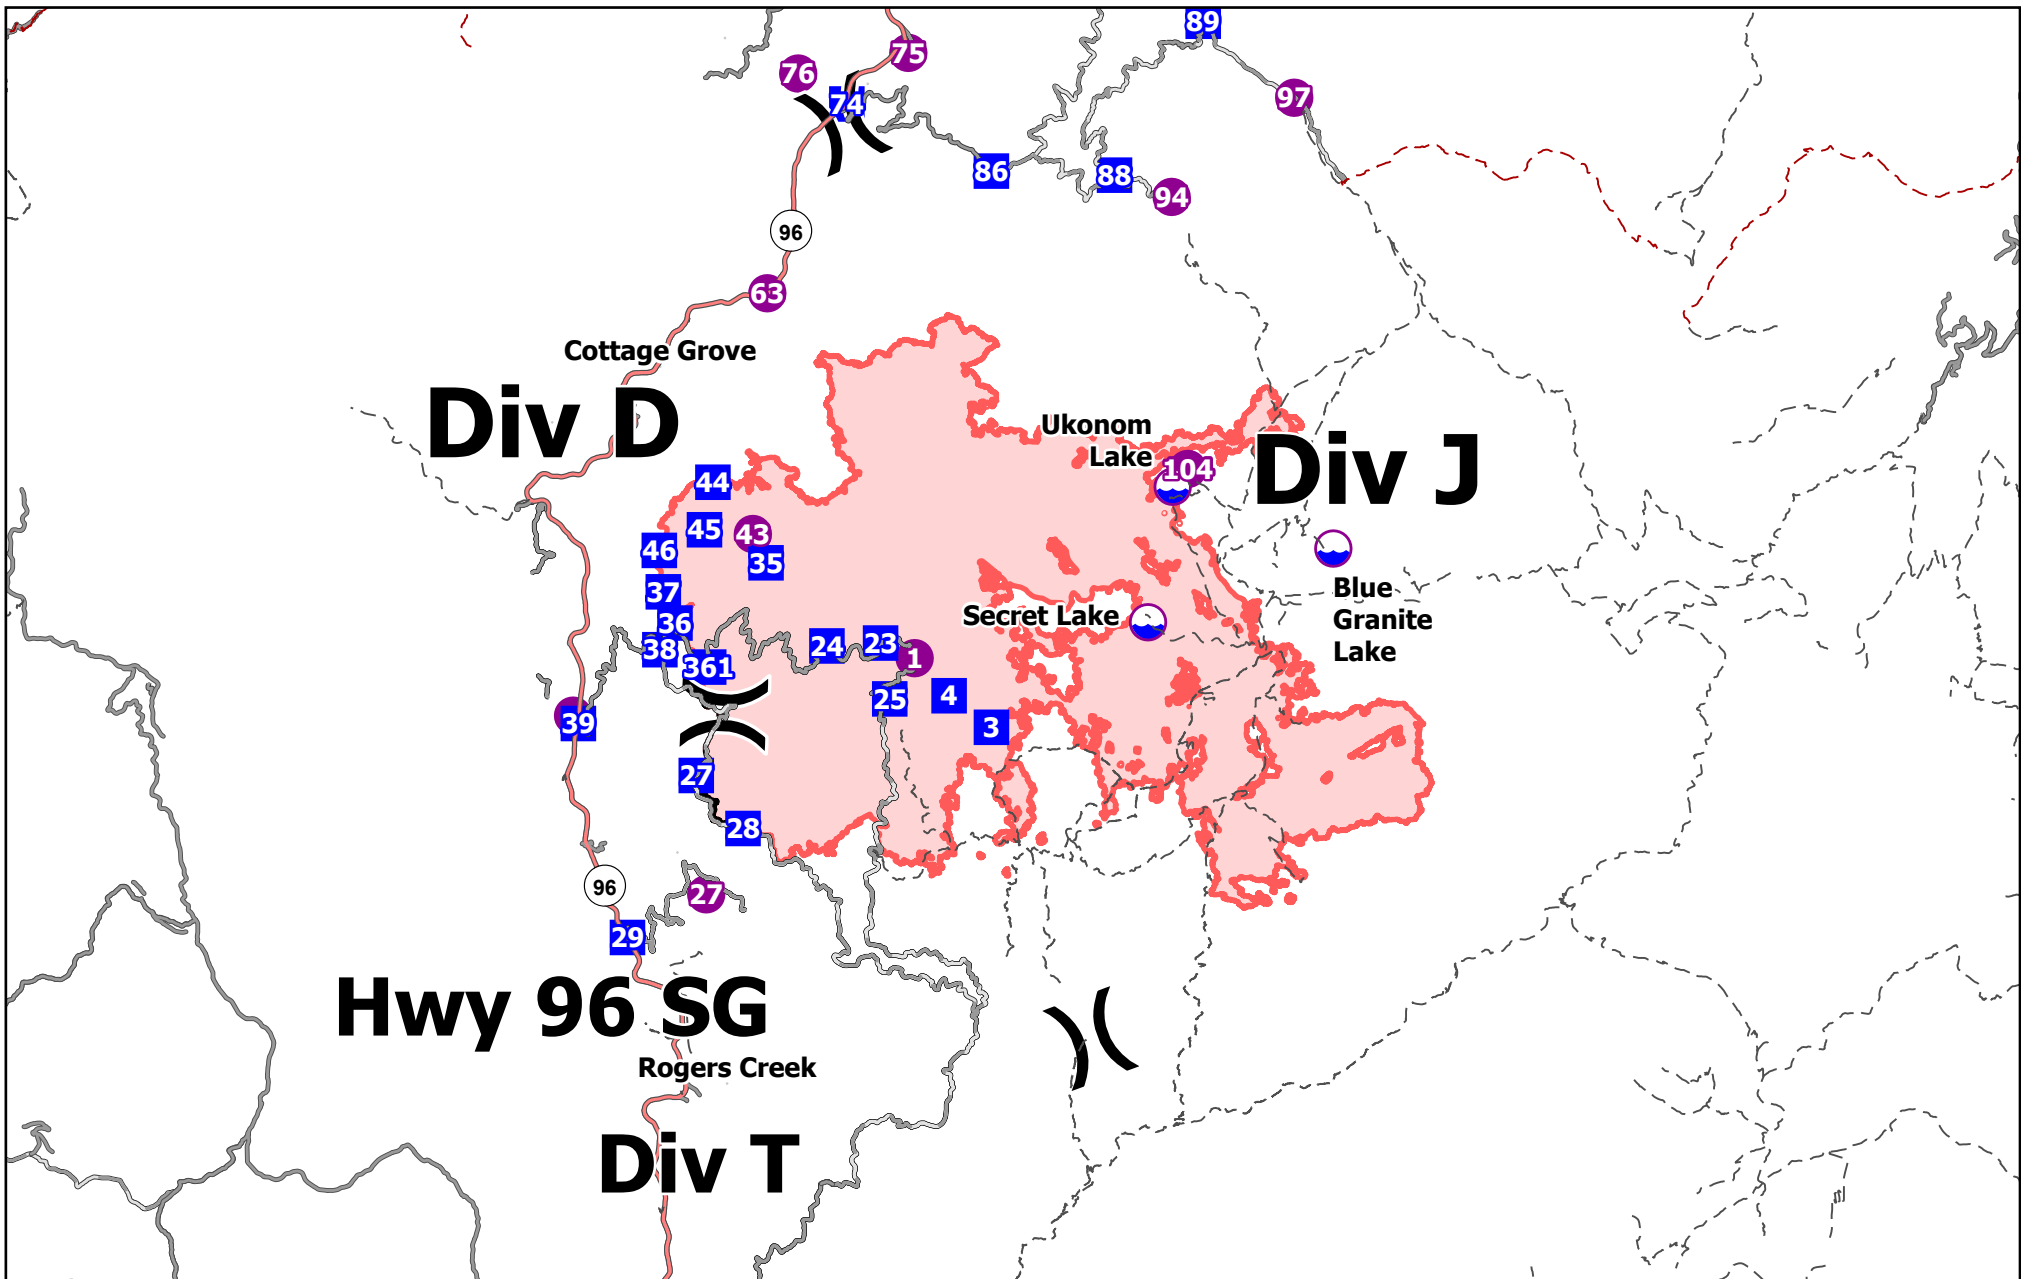 89
75
76
97
74
86
88
94
96
63
Cottage Grove
Div D
Ukonom
Lake
104
Div J
44
45
43
46
35
37
Blue
Granite
Lake
36
Secret Lake
38
24
23
361
1
25
4
39
3
27
28
96
27
29
Hwy 96 SG
Rogers Creek
Div T